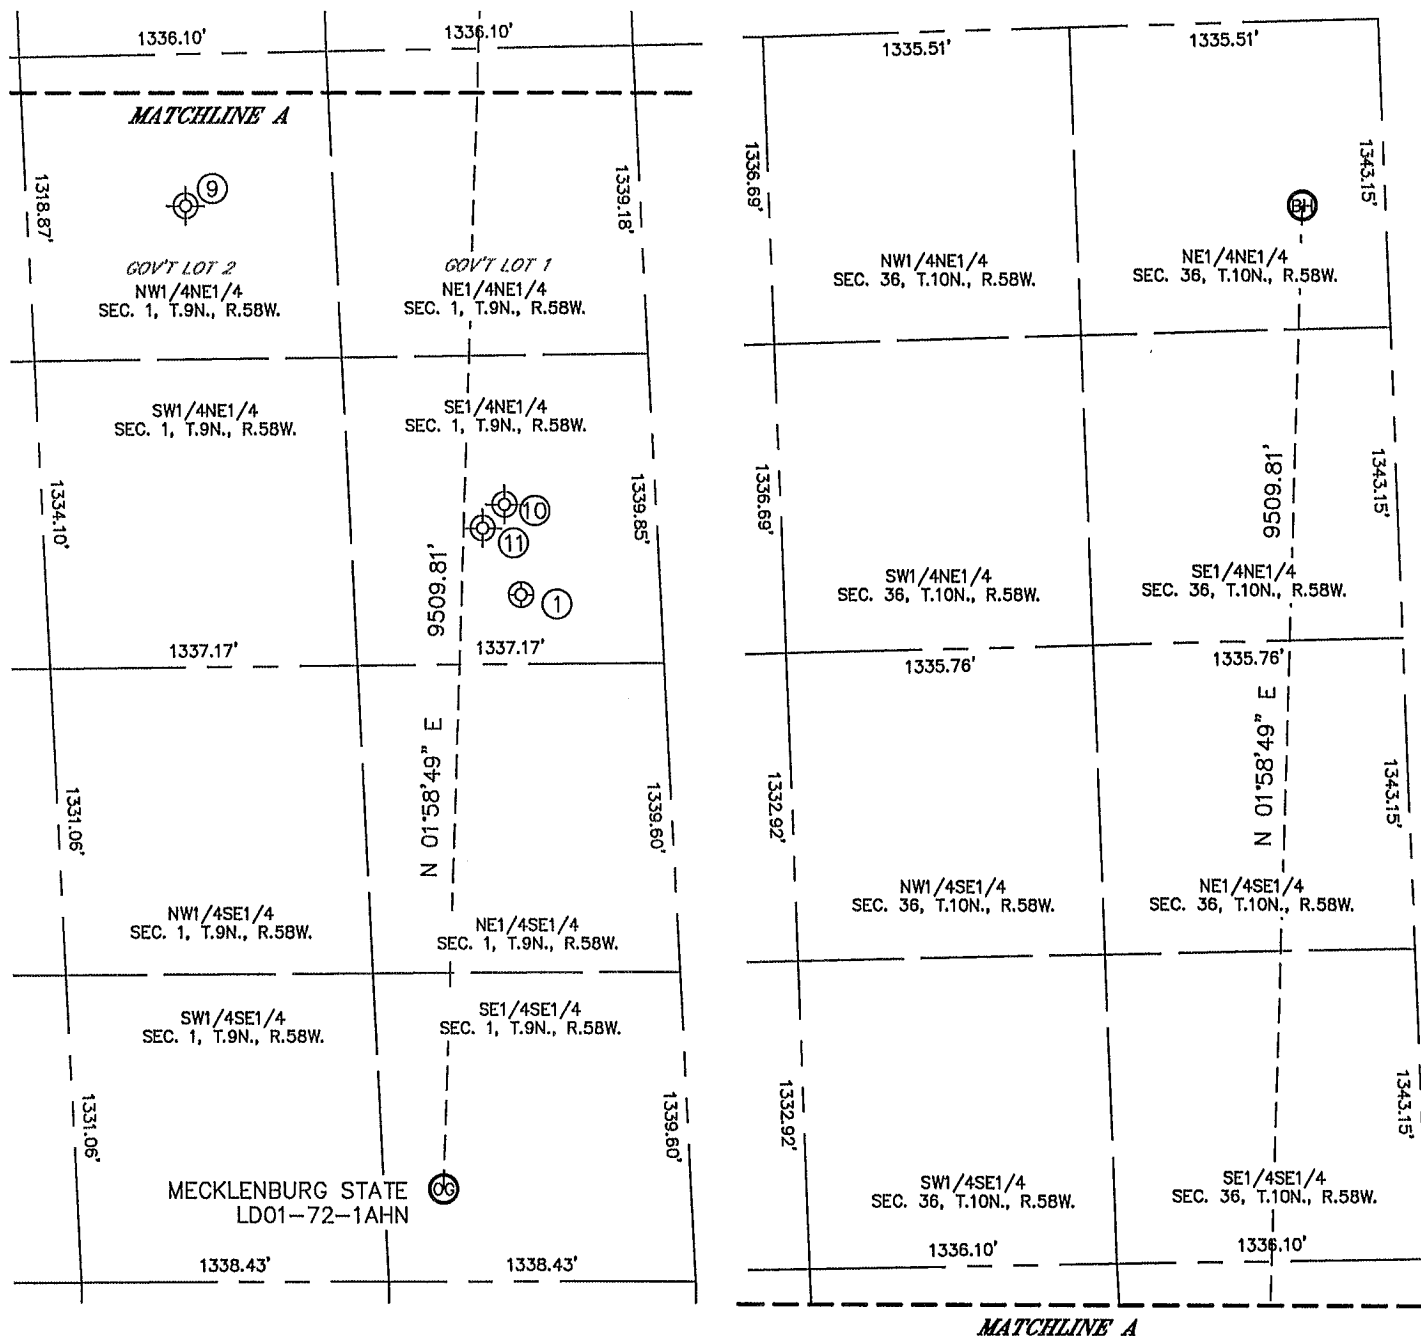 1336.10'
1336.10'
MATCHLINE A
1318.87'
9
1339.18'
GOV'T LOT 2
NW1/4NE1/4
SEC. 1, T.9N., R.58W.
GOV'T LOT 1
NE1/4NE1/4
SEC. 1, T.9N., R.58W.
SW1/4NE1/4
SEC. 1, T.9N., R.58W.
SE1/4NE1/4
SEC. 1, T.9N., R.58W.
1334.10'
10
11
1
1339.85'
9509.81'
1337.17'
1337.17'
N 01°58'49" E
1331.06'
1339.60'
NW1/4SE1/4
SEC. 1, T.9N., R.58W.
NE1/4SE1/4
SEC. 1, T.9N., R.58W.
SW1/4SE1/4
SEC. 1, T.9N., R.58W.
SE1/4SE1/4
SEC. 1, T.9N., R.58W.
1331.06'
1339.60'
MECKLENBURG STATE
LD01-72-1AHN
OG
1338.43'
1338.43'
1335.51'
1335.51'
1336.69'
1343.15'
BH
NW1/4NE1/4
SEC. 36, T.10N., R.58W.
NE1/4NE1/4
SEC. 36, T.10N., R.58W.
1336.69'
9509.81'
1343.15'
SW1/4NE1/4
SEC. 36, T.10N., R.58W.
SE1/4NE1/4
SEC. 36, T.10N., R.58W.
1335.76'
1335.76'
N 01°58'49" E
1332.92'
1343.15'
NW1/4SE1/4
SEC. 36, T.10N., R.58W.
NE1/4SE1/4
SEC. 36, T.10N., R.58W.
1332.92'
1343.15'
SW1/4SE1/4
SEC. 36, T.10N., R.58W.
SE1/4SE1/4
SEC. 36, T.10N., R.58W.
1336.10'
1336.10'
MATCHLINE A